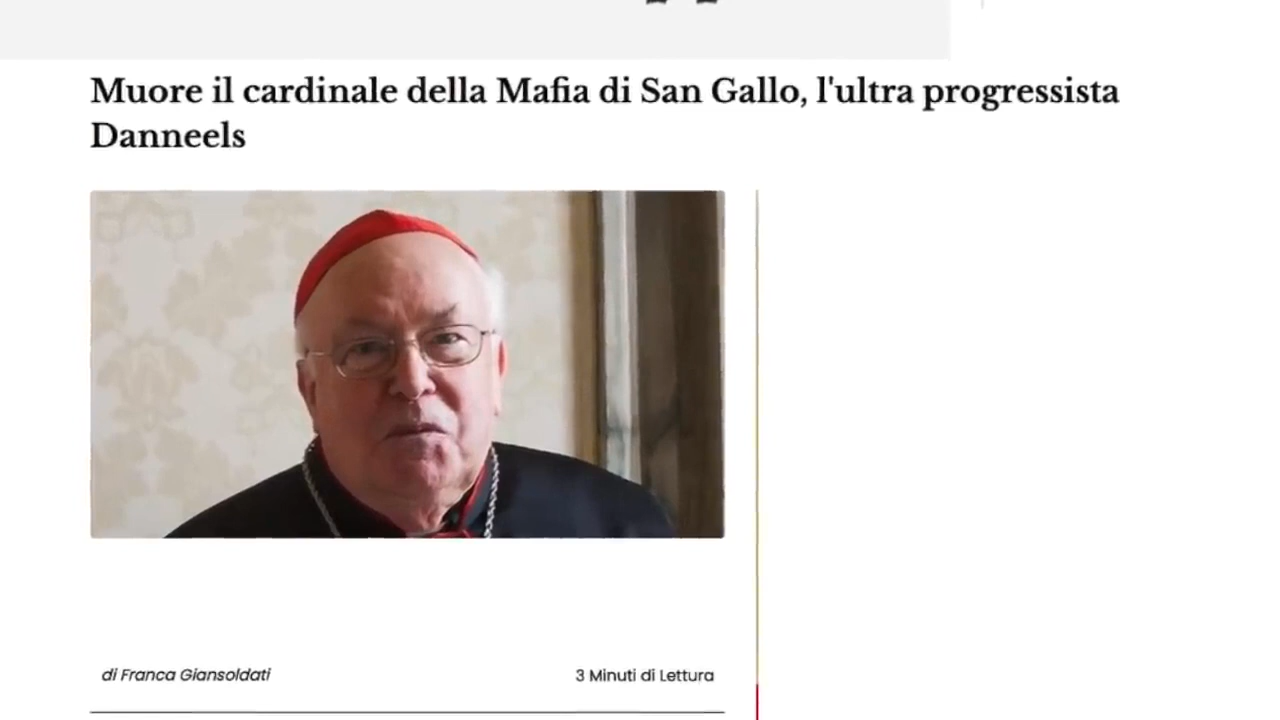 Muore il cardinale della Mafia di San Gallo, l'ultra progressista
Danneels
di Franca Giansoldati
3 Minuti di Lettura